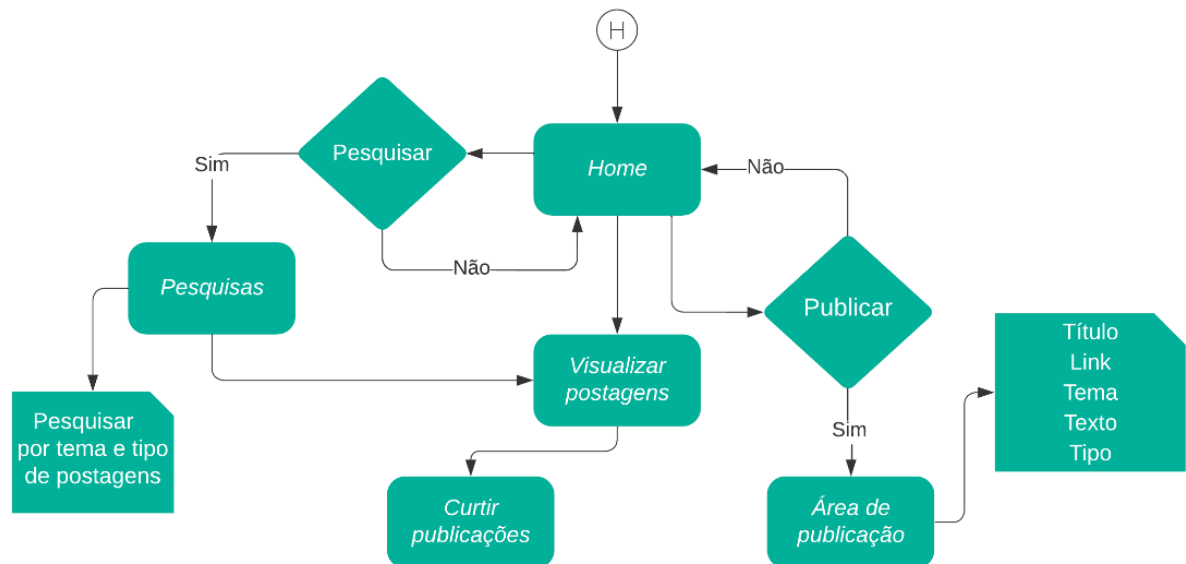 H
Pesquisar
Home
Não
Sim
Não
Pesquisas
Publicar
Visualizar
postagens
Título
Link
Tema
Texto
Tipo
Pesquisar
por tema e tipo
de postagens
Sim
Curtir
publicações
Área de
publicação